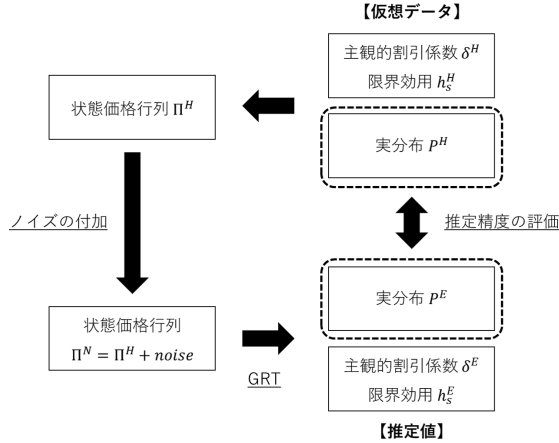 【仮想データ】
主観的割引係数 δ^H
限界効用 h_s^H
状態価格行列 Π^H
実分布 P^H
ノイズの付加
推定精度の評価
実分布 P^E
状態価格行列
Π^N = Π^H + noise
GRT
主観的割引係数 δ^E
限界効用 h_s^E
【推定値】